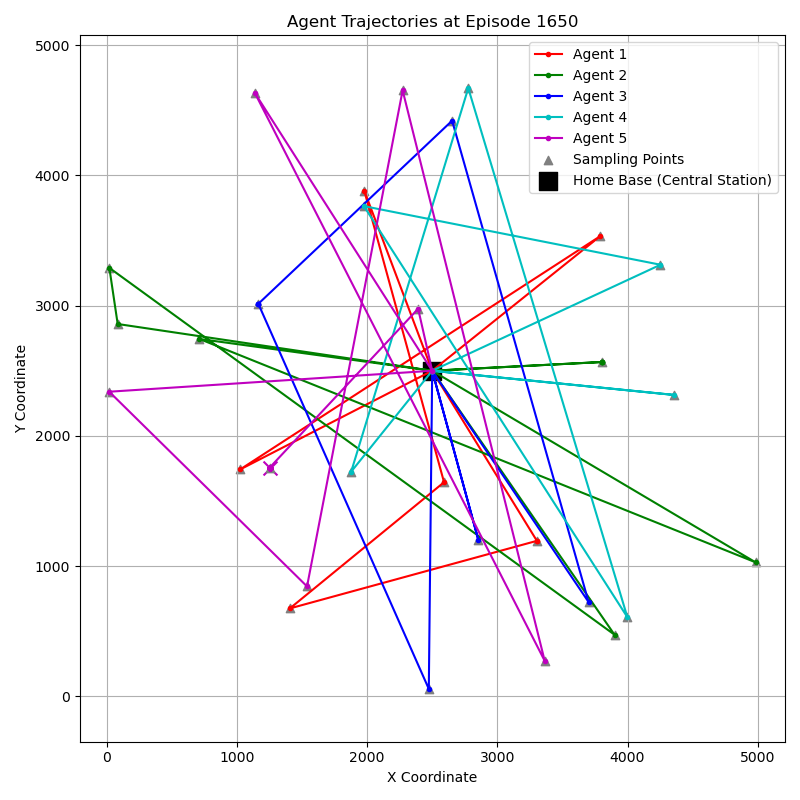 Agent Trajectories at Episode 1650
5000
4000
3000
2000
1000
0
Y Coordinate
0 1000 2000 3000 4000 5000
X Coordinate
Agent 1
Agent 2
Agent 3
Agent 4
Agent 5
Sampling Points
Home Base (Central Station)